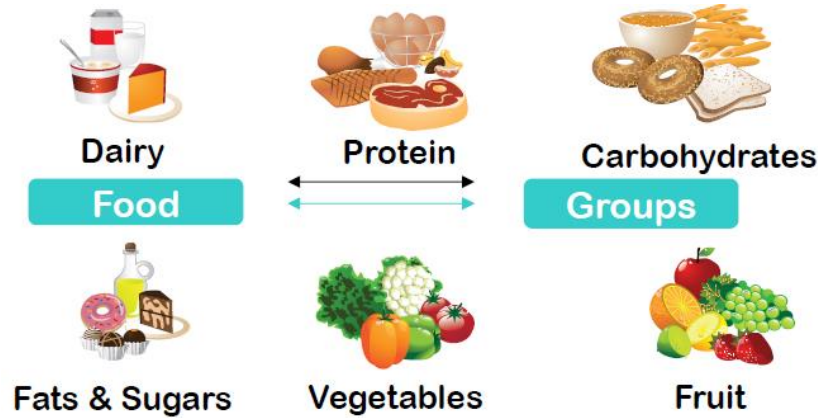 Dairy
Protein
Carbohydrates
Food
Groups
Fats & Sugars
Vegetables
Fruit